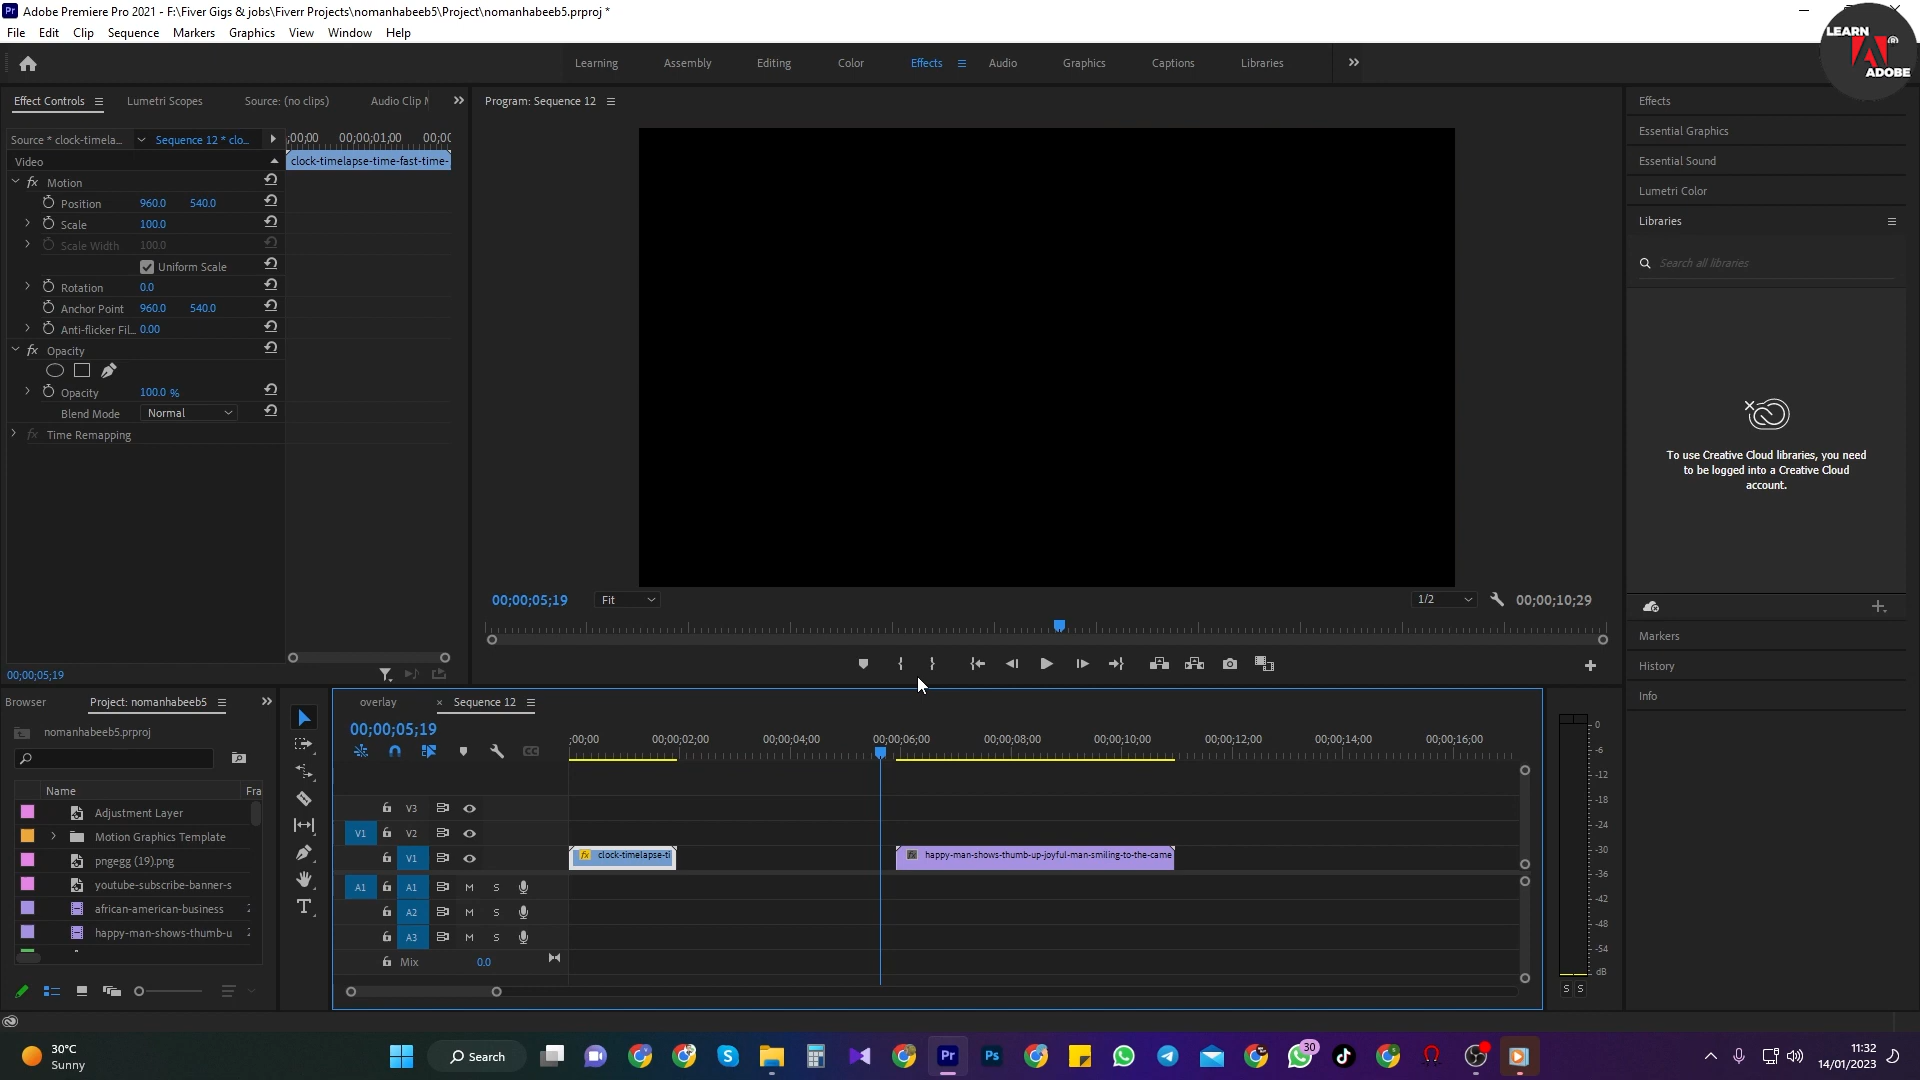 Adobe Premiere Pro 2021 - F:\Fiver Gigs & jobs\Fiverr Projects\nomanhabeeb5\Project\nomanhabeeb5.prproj *
File Edit Clip Sequence Markers Graphics View Window Help
LEARN
ADOBE
Learning Assembly Editing Color Effects Audio Graphics Captions Libraries
Effect Controls Lumetri Scopes Source: (no clips) Audio Clip M
Program: Sequence 12
Effects
Essential Graphics
Essential Sound
Lumetri Color
Libraries
Search all libraries
To use Creative Cloud libraries, you need
to be logged into a Creative Cloud
account.
Markers
History
Info
Source * clock-timela... Sequence 12 * clo... ;00;00 00;00;01;00 00;0(
Video clock-timelapse-time-fast-time-
fx Motion
Position 960.0 540.0
Scale 100.0
Scale Width 100.0
Uniform Scale
Rotation 0.0
Anchor Point 960.0 540.0
Anti-flicker Fil... 0.00
fx Opacity
Opacity 100.0 %
Blend Mode Normal
fx Time Remapping
00;00;05;19
00;00;05;19 Fit 1/2 00;00;10;29
Browser Project: nomanhabeeb5
nomanhabeeb5.prproj
Name Fra
Adjustment Layer
Motion Graphics Template
pngegg (19).png
youtube-subscribe-banner-s
african-american-business 2
happy-man-shows-thumb-u 2
overlay × Sequence 12
00;00;05;19
;00;00 00;00;02;00 00;00;04;00 00;00;06;00 00;00;08;00 00;00;10;00 00;00;12;00 00;00;14;00 00;00;16;00
V3
V1 V2
V1 fx clock-timelapse-ti happy-man-shows-thumb-up-joyful-man-smiling-to-the-came
A1 A1 M S
A2 M S
A3 M S
Mix 0.0
0
-6
-12
-18
-24
-30
-36
-42
-48
-54
dB
S S
30°C
Sunny
Search
Pr
Ps
30
11:32
14/01/2023